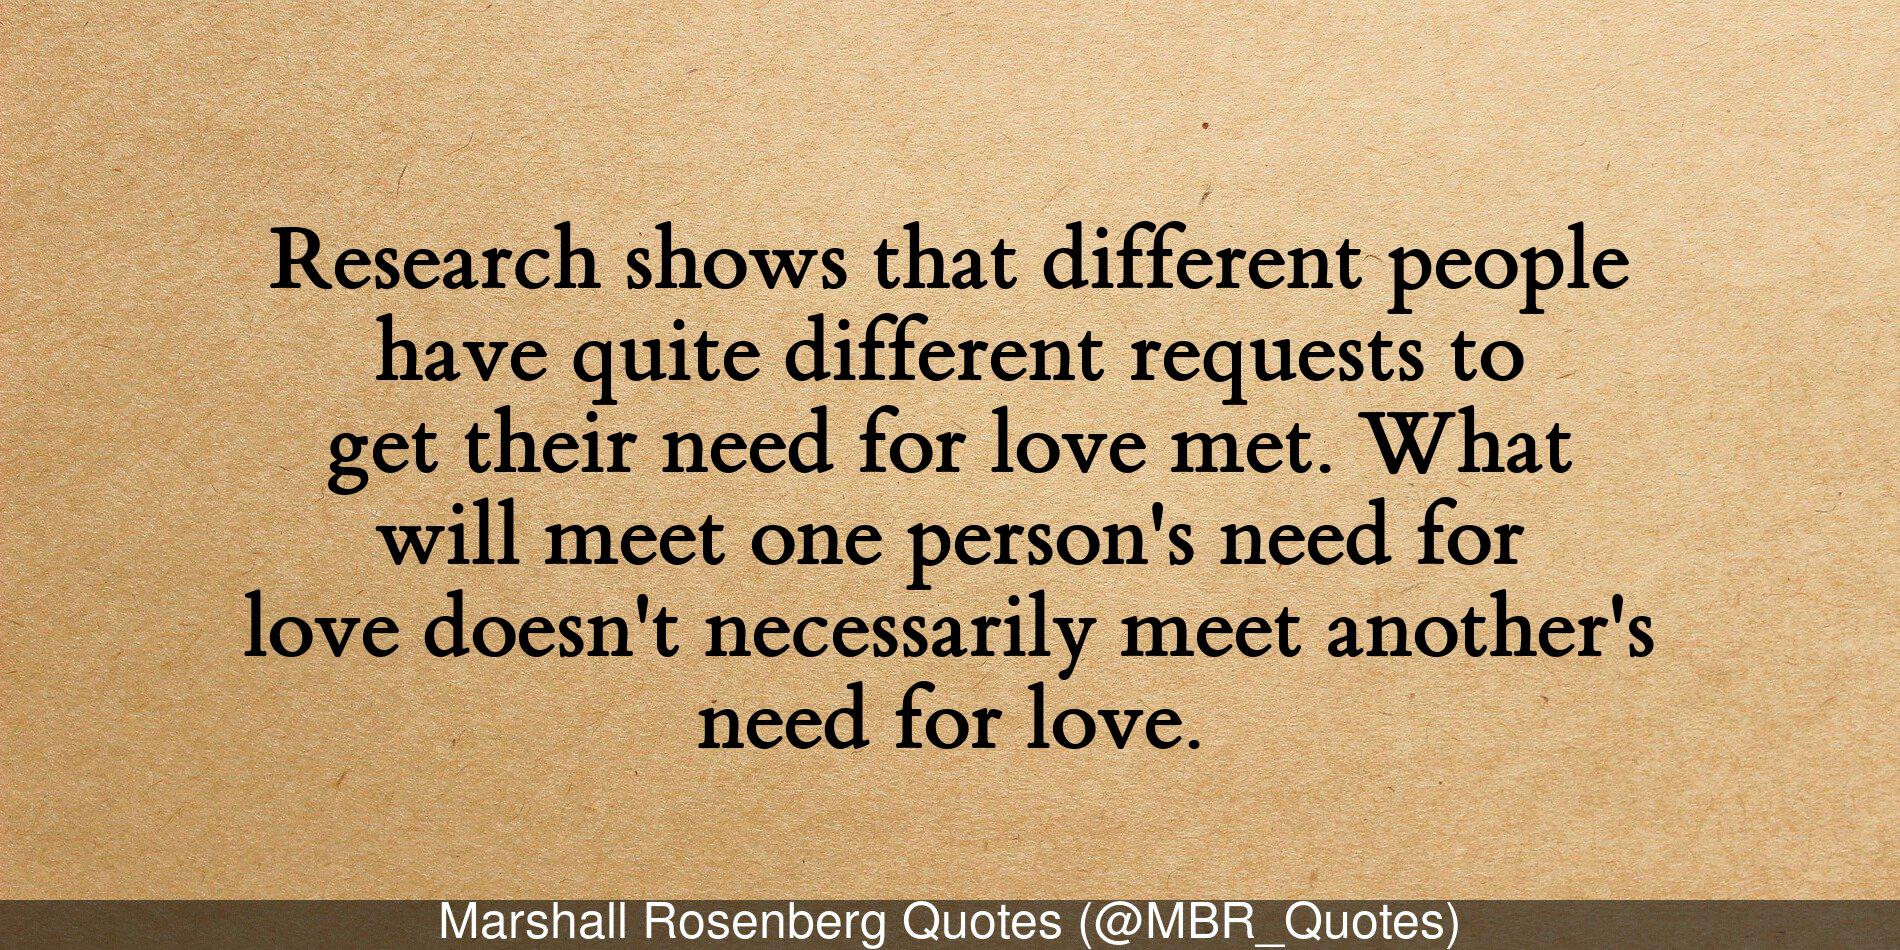 Research shows that different people
have quite different requests to
get their need for love met. What
will meet one person's need for
love doesn't necessarily meet another's
need for love.
Marshall Rosenberg Quotes (@MBR_Quotes)